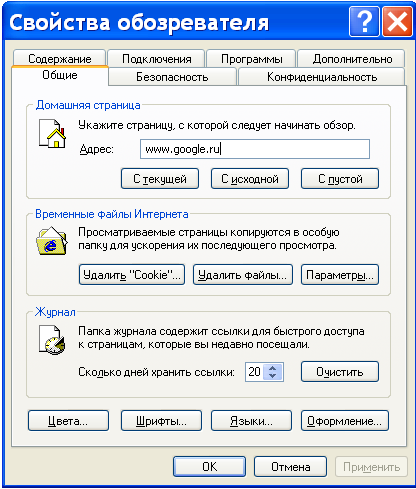 Свойства обозревателя
Содержание Подключения Программы Дополнительно
Общие Безопасность Конфиденциальность
Домашняя страница
Укажите страницу, с которой следует начинать обзор.
Адрес: www.google.ru
С текущей С исходной С пустой
Временные файлы Интернета
Просматриваемые страницы копируются в особую
папку для ускорения их последующего просмотра.
Удалить "Cookie"... Удалить файлы... Параметры...
Журнал
Папка журнала содержит ссылки для быстрого доступа
к страницам, которые вы недавно посещали.
Сколько дней хранить ссылки: 20 Очистить
Цвета... Шрифты... Языки... Оформление...
OK Отмена Применить